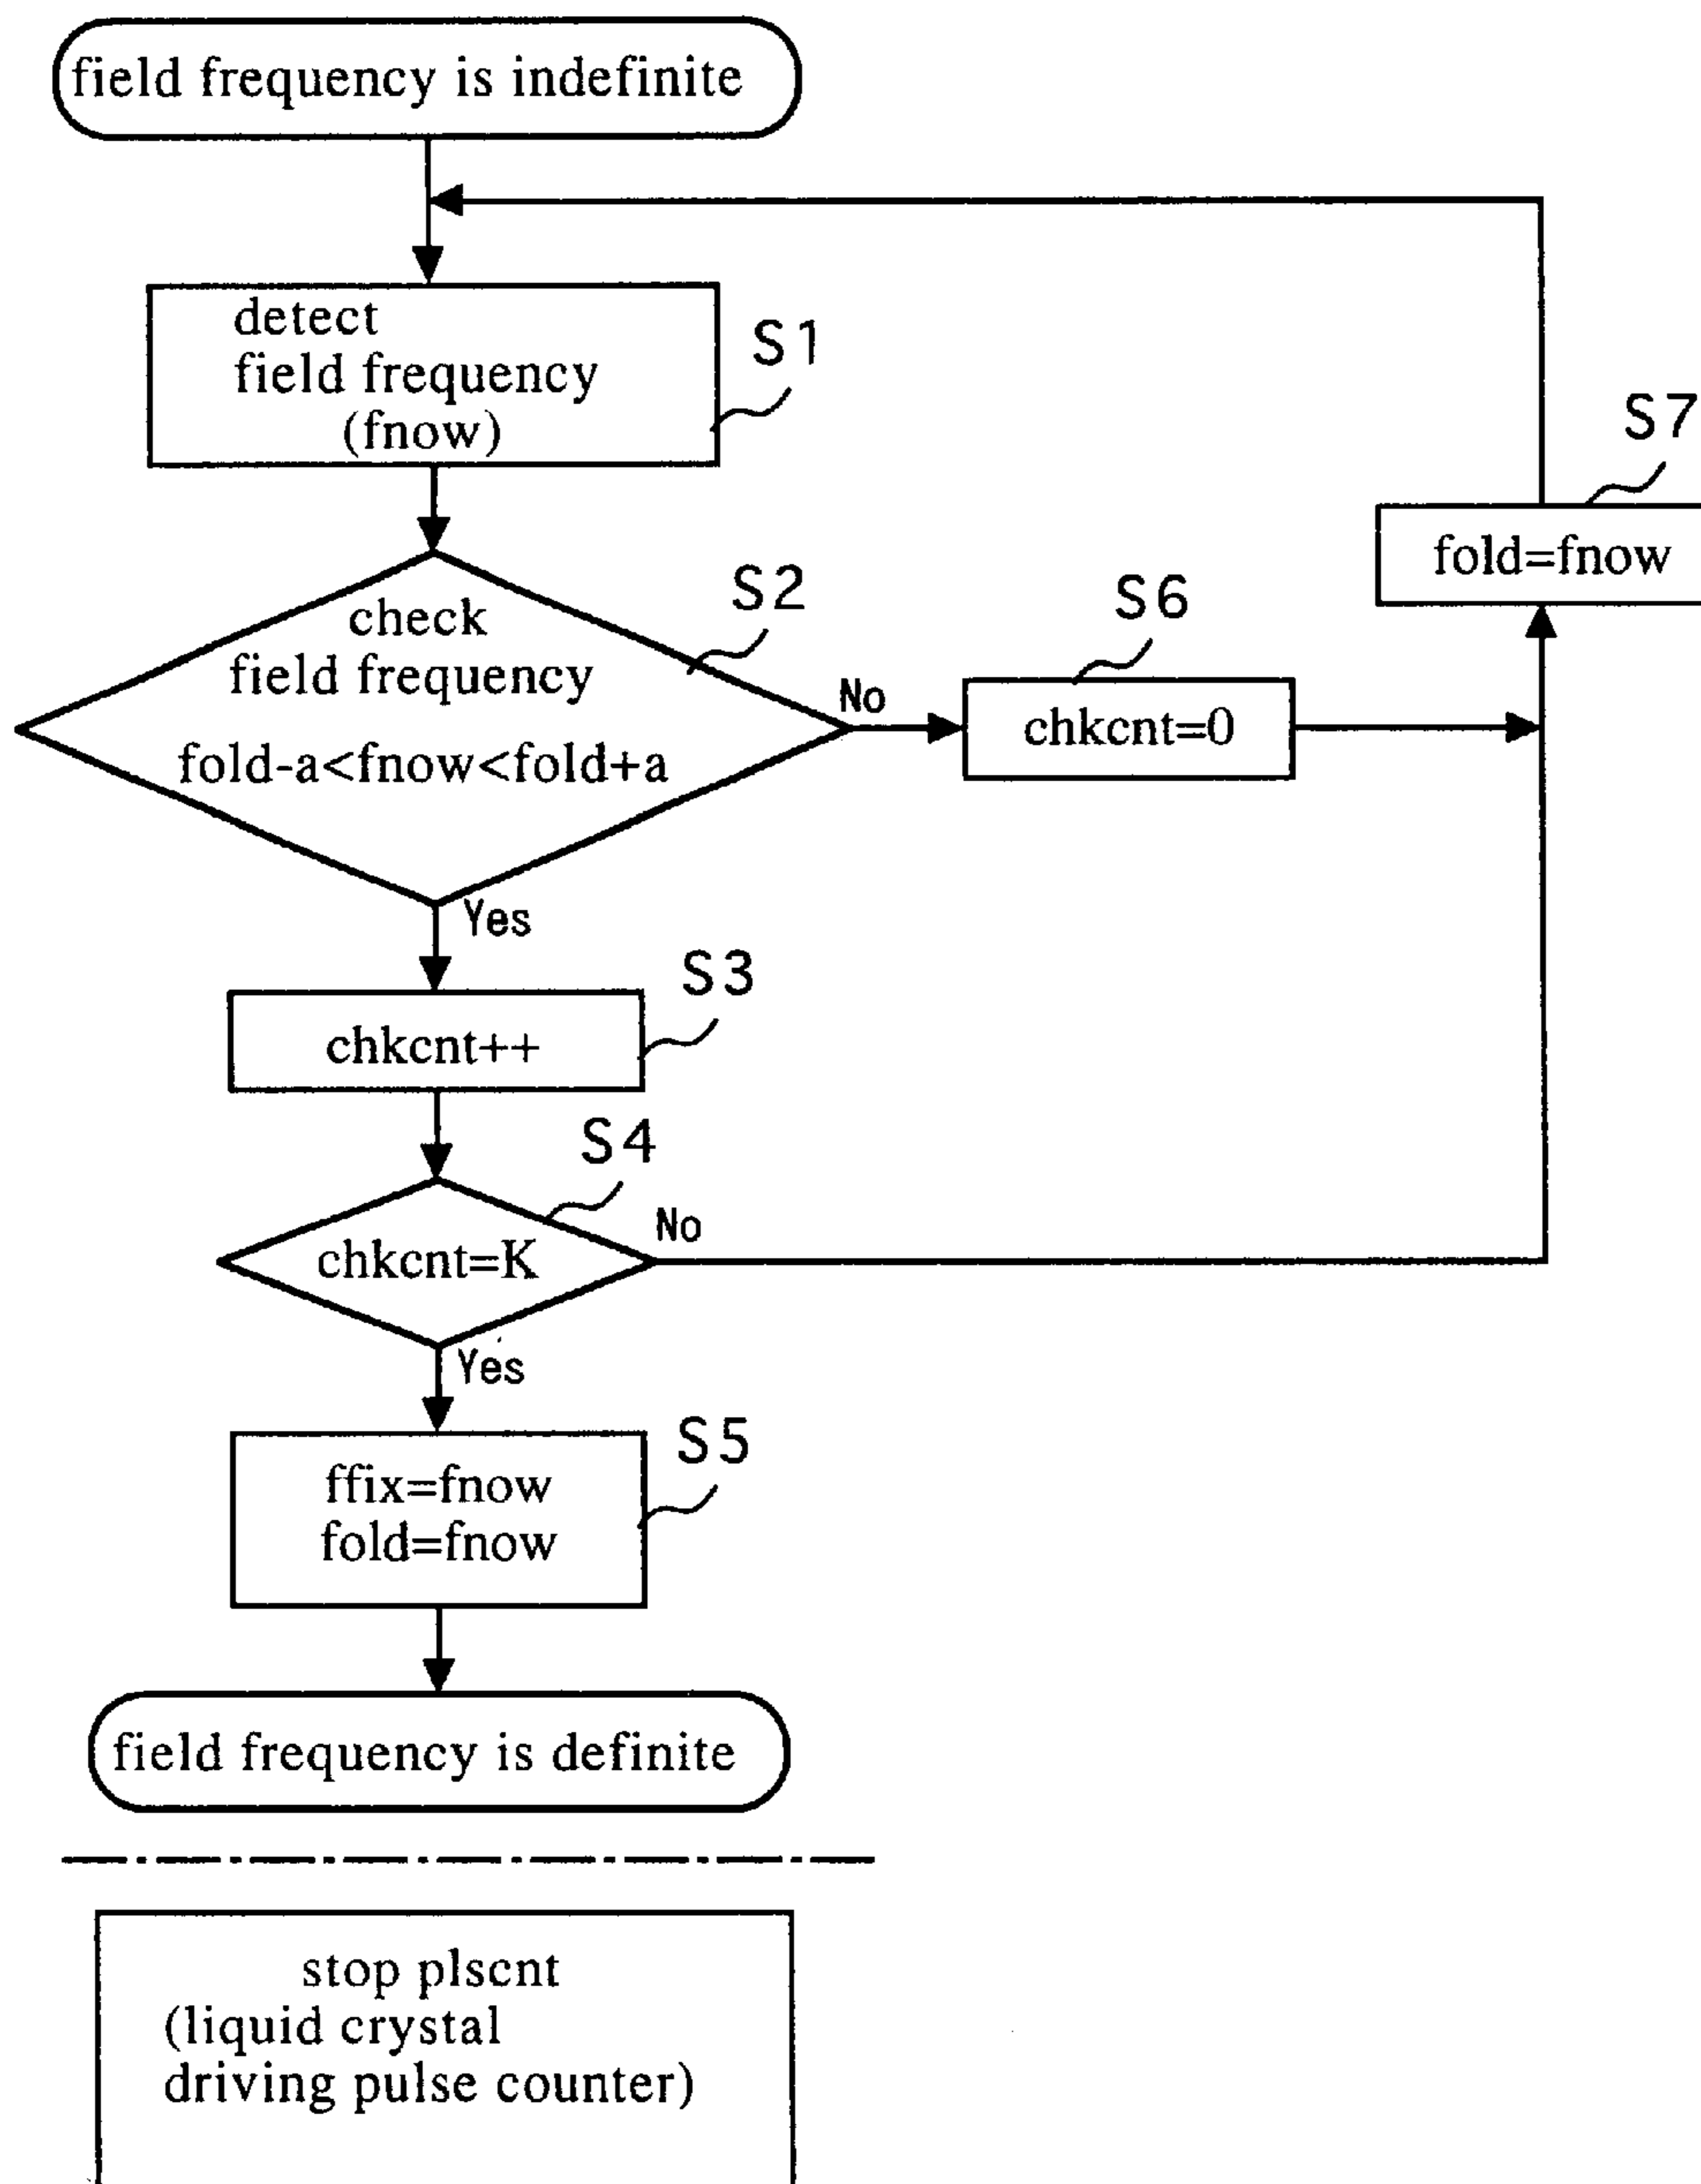 field frequency is indefinite
detect
field frequency
(fnow)
S1
S7
fold=fnow
check
field frequency
fold-a<fnow<fold+a
S2
No
S6
chkcnt=0
Yes
S3
chkcnt++
S4
chkcnt=K
No
Yes
S5
ffix=fnow
fold=fnow
field frequency is definite
stop plscnt
(liquid crystal
driving pulse counter)